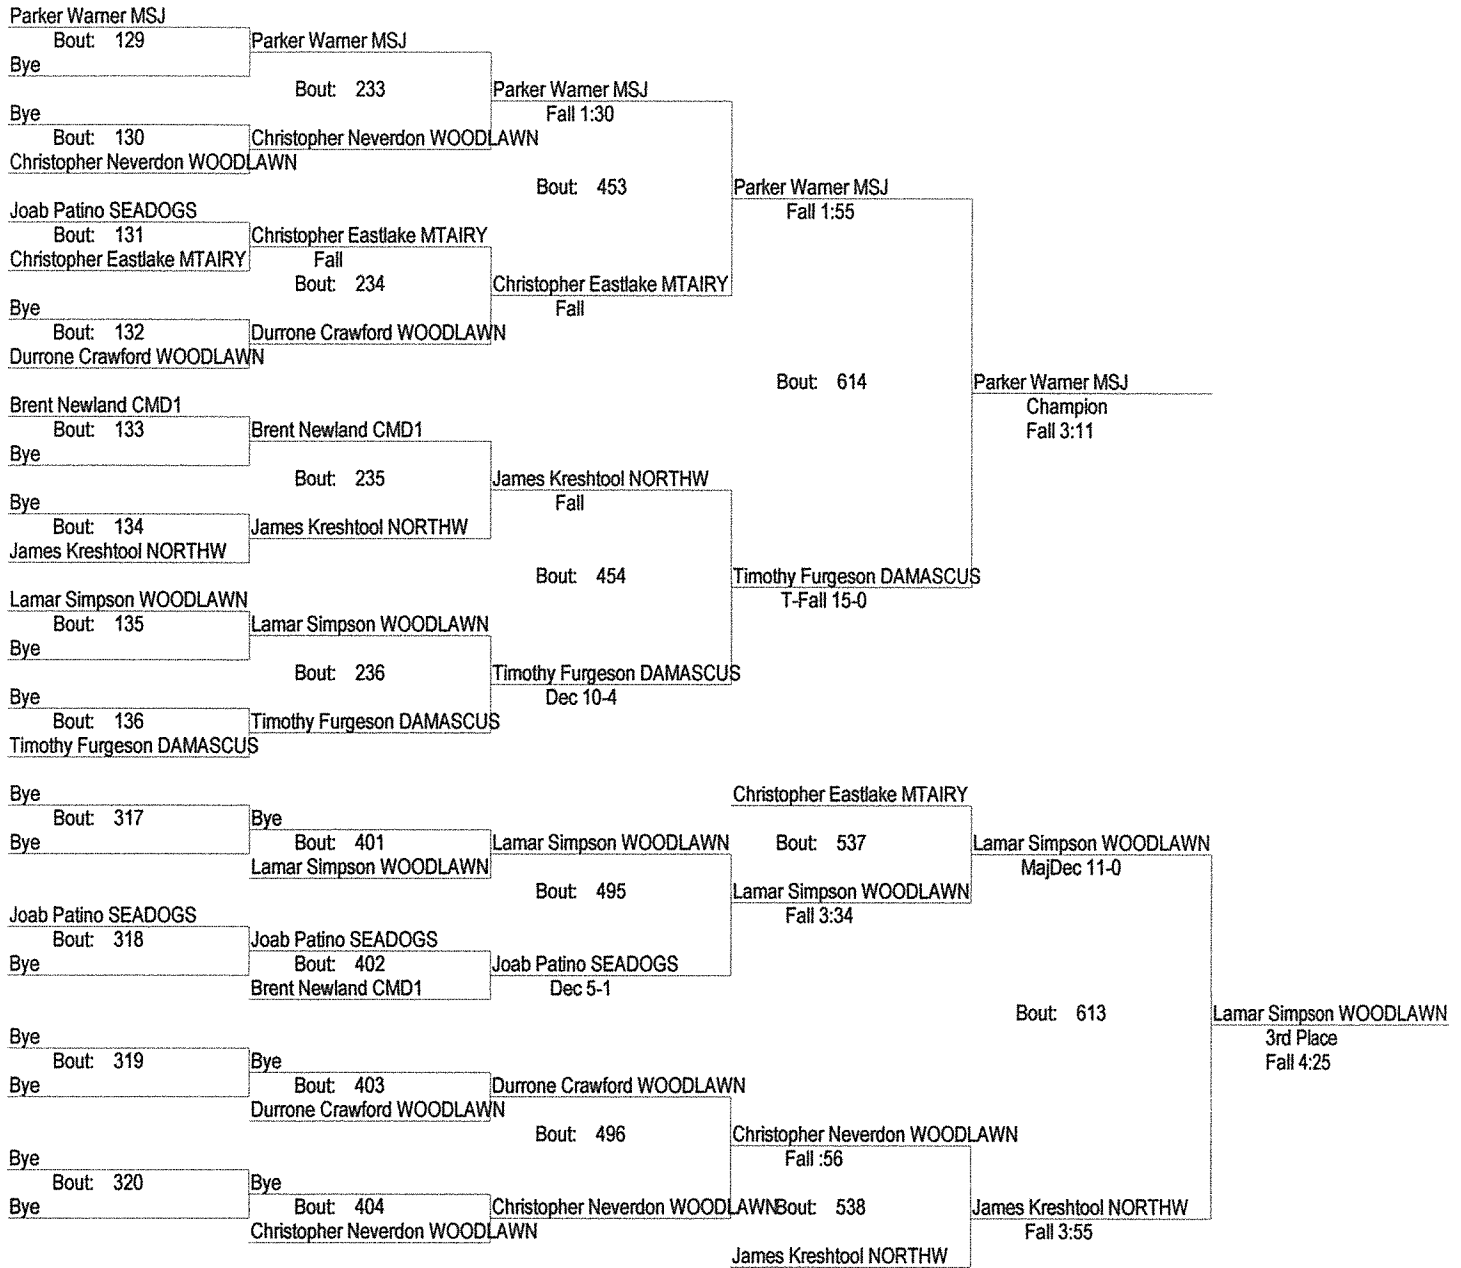 Parker Warner MSJ
Bout: 129
Parker Warner MSJ
Bye
Bout: 233
Parker Warner MSJ
Fall 1:30
Bye
Bout: 130
Christopher Neverdon WOODLAWN
Christopher Neverdon WOODLAWN
Bout: 453
Parker Warner MSJ
Fall 1:55
Joab Patino SEADOGS
Bout: 131
Christopher Eastlake MTAIRY
Christopher Eastlake MTAIRY
Fall
Bout: 234
Christopher Eastlake MTAIRY
Fall
Bye
Bout: 132
Durrone Crawford WOODLAWN
Durrone Crawford WOODLAWN
Bout: 614
Parker Warner MSJ
Champion
Fall 3:11
Brent Newland CMD1
Bout: 133
Brent Newland CMD1
Bye
Bout: 235
James Kreshtool NORTHW
Fall
Bye
Bout: 134
James Kreshtool NORTHW
James Kreshtool NORTHW
Bout: 454
Timothy Furgeson DAMASCUS
T-Fall 15-0
Lamar Simpson WOODLAWN
Bout: 135
Lamar Simpson WOODLAWN
Bye
Bout: 236
Timothy Furgeson DAMASCUS
Dec 10-4
Bye
Bout: 136
Timothy Furgeson DAMASCUS
Timothy Furgeson DAMASCUS
Bye
Christopher Eastlake MTAIRY
Bout: 317
Bye
Bye
Bout: 401
Lamar Simpson WOODLAWN
Bout: 537
Lamar Simpson WOODLAWN
MajDec 11-0
Lamar Simpson WOODLAWN
Bout: 495
Lamar Simpson WOODLAWN
Fall 3:34
Joab Patino SEADOGS
Bout: 318
Joab Patino SEADOGS
Bye
Bout: 402
Joab Patino SEADOGS
Dec 5-1
Brent Newland CMD1
Bout: 613
Lamar Simpson WOODLAWN
3rd Place
Fall 4:25
Bye
Bout: 319
Bye
Bye
Bout: 403
Durrone Crawford WOODLAWN
Durrone Crawford WOODLAWN
Bout: 496
Christopher Neverdon WOODLAWN
Fall :56
Bye
Bout: 320
Bye
Bye
Bout: 404
Christopher Neverdon WOODLAWN
Bout: 538
James Kreshtool NORTHW
Fall 3:55
Christopher Neverdon WOODLAWN
James Kreshtool NORTHW